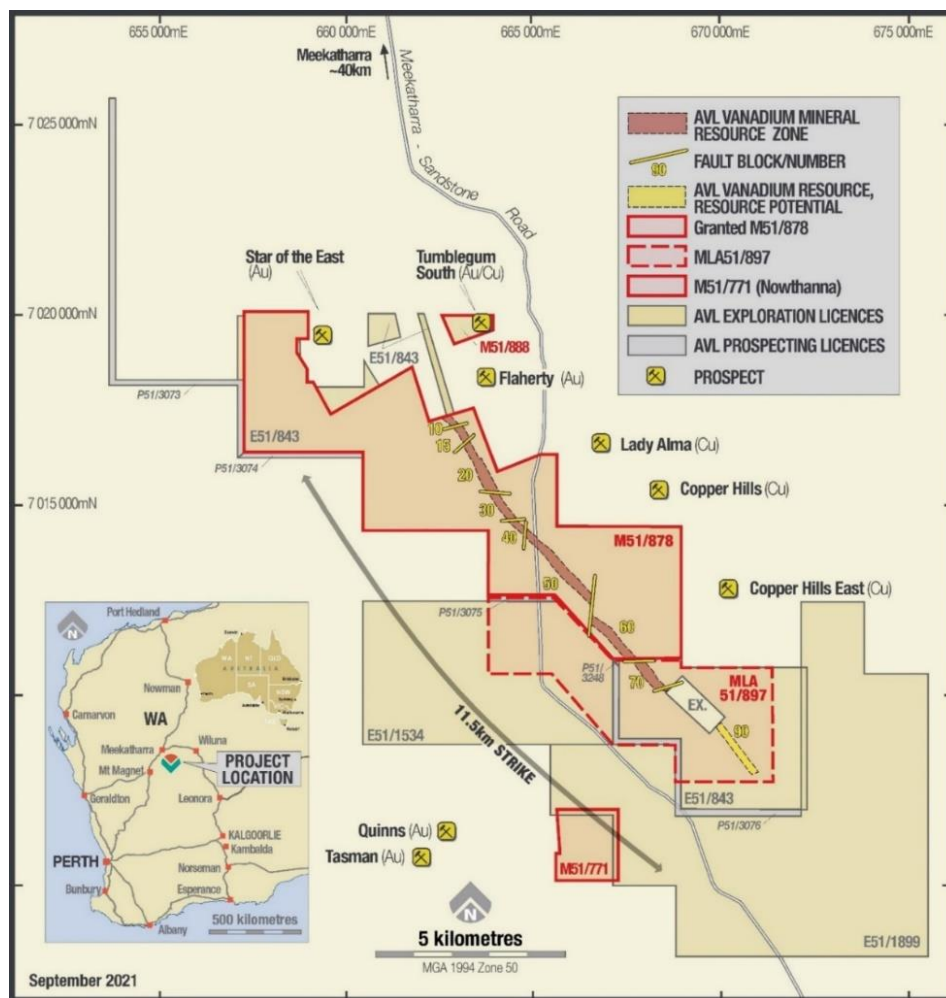 655 000mE
660 000mE
665 000mE
670 000mE
675 000mE
Meekatharra
~40km
Meekatharra - Sandstone Road
7 025 000mN
AVL VANADIUM MINERAL
RESOURCE ZONE
90
FAULT BLOCK/NUMBER
AVL VANADIUM RESOURCE,
RESOURCE POTENTIAL
Granted M51/878
MLA51/897
M51/771 (Nowthanna)
AVL EXPLORATION LICENCES
AVL PROSPECTING LICENCES
PROSPECT
Star of the East
(Au)
Tumblegum
South (Au/Cu)
7 020 000mN
E51/843
M51/888
Flaherty (Au)
P51/3073
E51/843
P51/3074
10
15
20
30
40
50
60
70
90
Lady Alma (Cu)
Copper Hills (Cu)
7 015 000mN
M51/878
Copper Hills East (Cu)
P51/3075
P51/
3248
MLA
51/897
EX.
E51/1534
11.5km STRIKE
E51/843
P51/3076
Quinns (Au)
Tasman (Au)
M51/771
E51/1899
N
5 kilometres
MGA 1994 Zone 50
N
Port Hedland
Newman
Carnarvon
WA
Meekatharra
Wiluna
PROJECT
LOCATION
Mt Magnet
Geraldton
Leonora
KALGOORLIE
Kambalda
PERTH
Norseman
Bunbury
Esperance
Albany
500 kilometres
WA
NT
QLD
AUSTRALIA
SA
NSW
September 2021